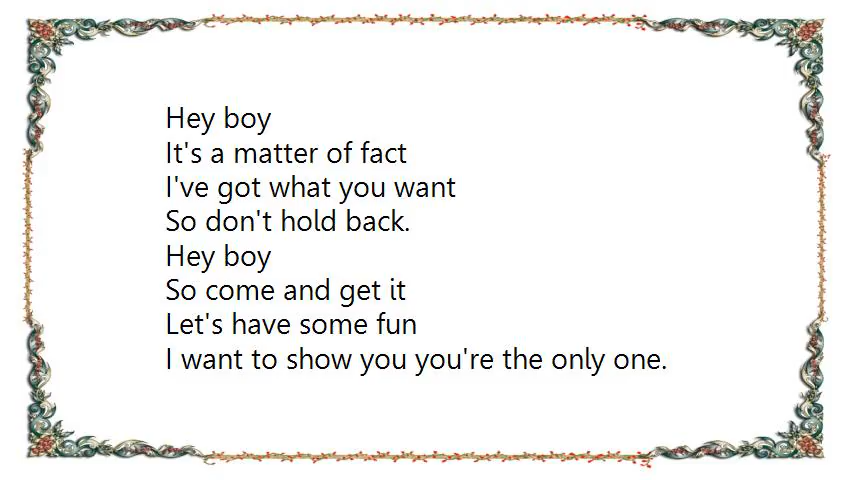 Hey boy
It's a matter of fact
I've got what you want
So don't hold back.
Hey boy
So come and get it
Let's have some fun
I want to show you you're the only one.